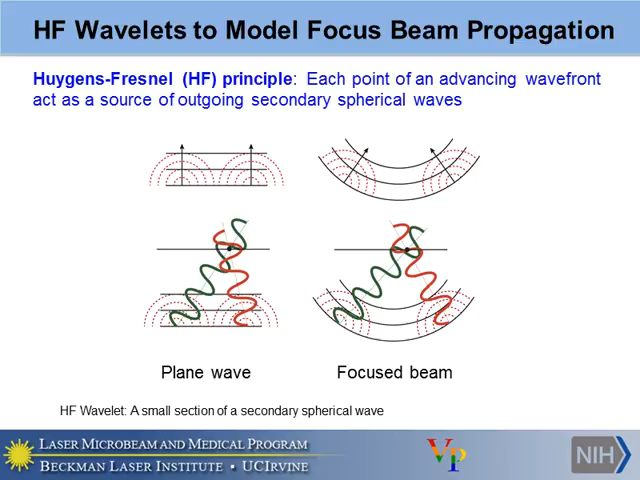 HF Wavelets to Model Focus Beam Propagation
Huygens-Fresnel (HF) principle: Each point of an advancing wavefront
act as a source of outgoing secondary spherical waves
Plane wave
Focused beam
HF Wavelet: A small section of a secondary spherical wave
LASER MICROBEAM AND MEDICAL PROGRAM
BECKMAN LASER INSTITUTE • UCIRVINE
VP
NIH